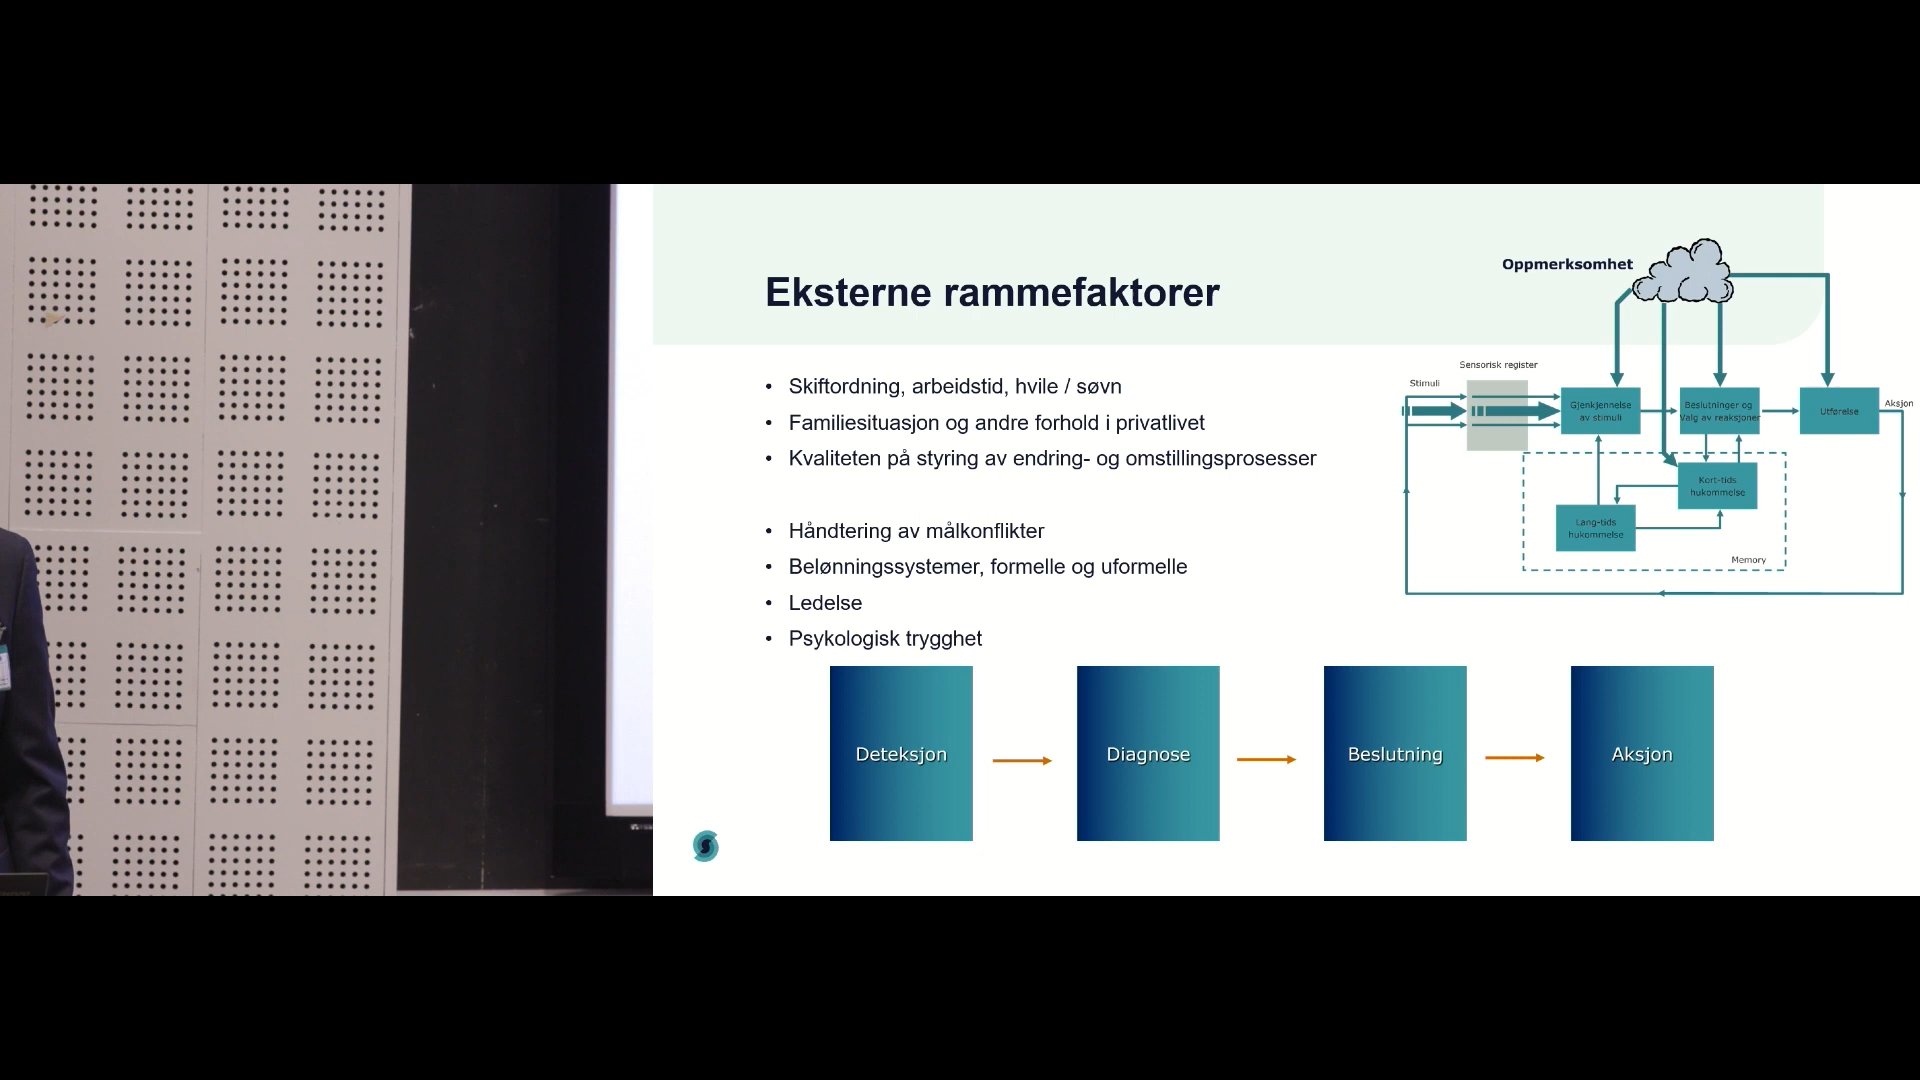 Eksterne rammefaktorer
• Skiftordning, arbeidstid, hvile / søvn
• Familiesituasjon og andre forhold i privatlivet
• Kvaliteten på styring av endring- og omstillingsprosesser
• Håndtering av målkonflikter
• Belønningssystemer, formelle og uformelle
• Ledelse
• Psykologisk trygghet
Oppmerksomhet
Sensorisk register
Stimuli
Gjenkjennelse
av stimuli
Beslutninger og
Valg av reaksjoner
Utførelse
Aksjon
Kort-tids
hukommelse
Lang-tids
hukommelse
Memory
Deteksjon
Diagnose
Beslutning
Aksjon